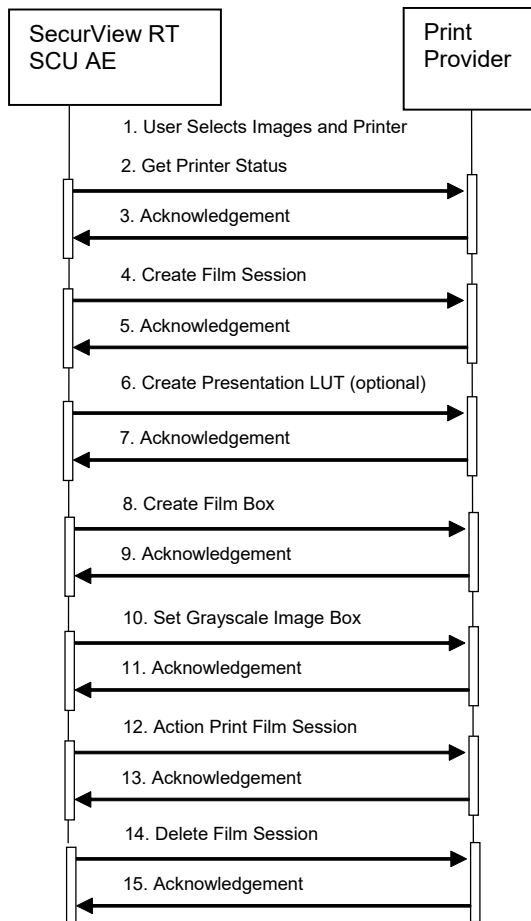 SecurView RT
SCU AE
Print
Provider
1. User Selects Images and Printer
2. Get Printer Status
3. Acknowledgement
4. Create Film Session
5. Acknowledgement
6. Create Presentation LUT (optional)
7. Acknowledgement
8. Create Film Box
9. Acknowledgement
10. Set Grayscale Image Box
11. Acknowledgement
12. Action Print Film Session
13. Acknowledgement
14. Delete Film Session
15. Acknowledgement